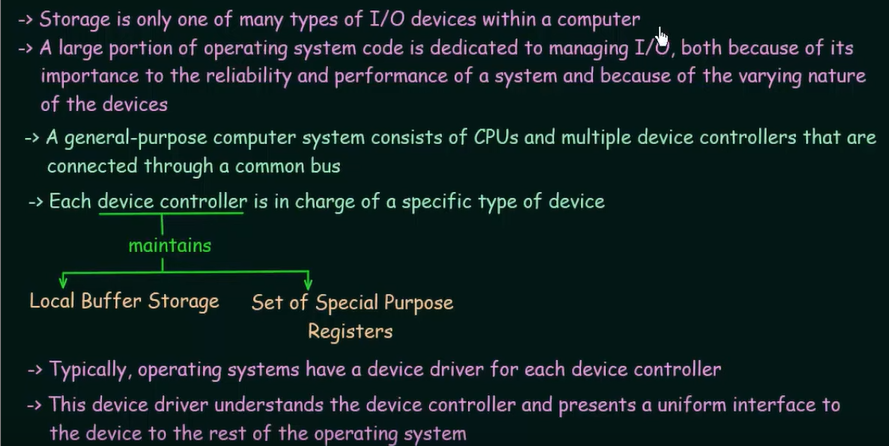 -> Storage is only one of many types of I/O devices within a computer
-> A large portion of operating system code is dedicated to managing I/O, both because of its
importance to the reliability and performance of a system and because of the varying nature
of the devices
-> A general-purpose computer system consists of CPUs and multiple device controllers that are
connected through a common bus
-> Each device controller is in charge of a specific type of device
maintains
Local Buffer Storage
Set of Special Purpose
Registers
-> Typically, operating systems have a device driver for each device controller
-> This device driver understands the device controller and presents a uniform interface to
the device to the rest of the operating system